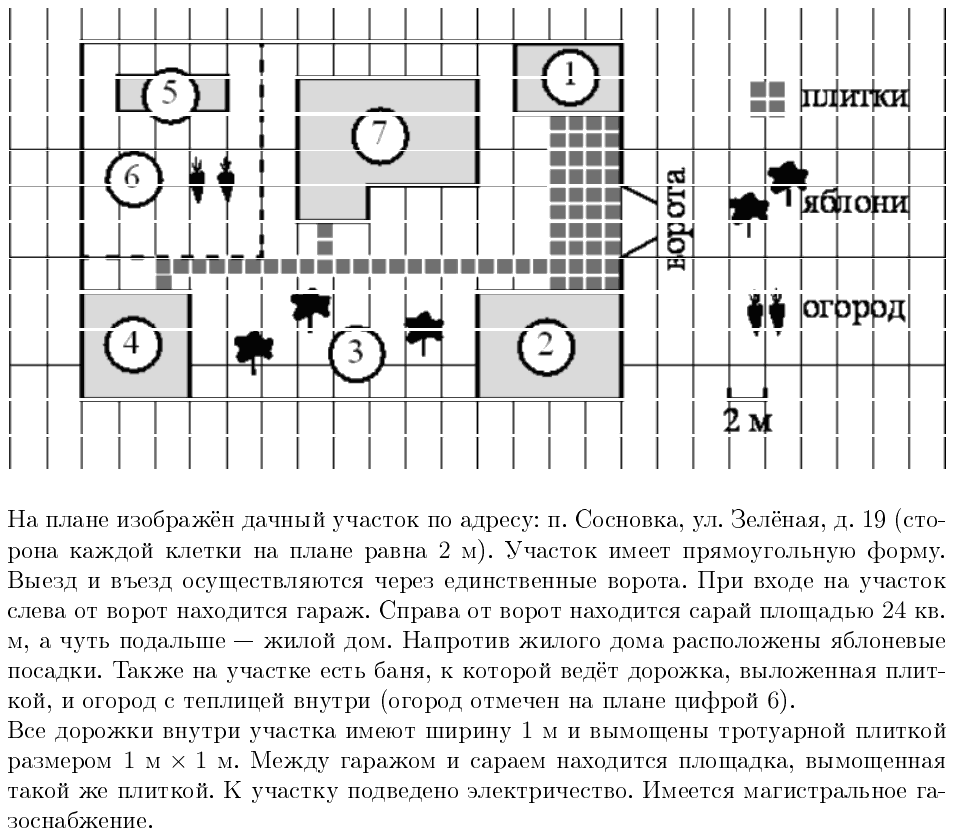 1
5
плитки
7
6
ворота
яблони
огород
4
3
2
2 м
На плане изображён дачный участок по адресу: п. Сосновка, ул. Зелёная, д. 19 (сто-
рона каждой клетки на плане равна 2 м). Участок имеет прямоугольную форму.
Выезд и въезд осуществляются через единственные ворота. При входе на участок
слева от ворот находится гараж. Справа от ворот находится сарай площадью 24 кв.
м, а чуть подальше — жилой дом. Напротив жилого дома расположены яблоневые
посадки. Также на участке есть баня, к которой ведёт дорожка, выложенная плит-
кой, и огород с теплицей внутри (огород отмечен на плане цифрой 6).
Все дорожки внутри участка имеют ширину 1 м и вымощены тротуарной плиткой
размером 1 м × 1 м. Между гаражом и сараем находится площадка, вымощенная
такой же плиткой. К участку подведено электричество. Имеется магистральное га-
зоснабжение.